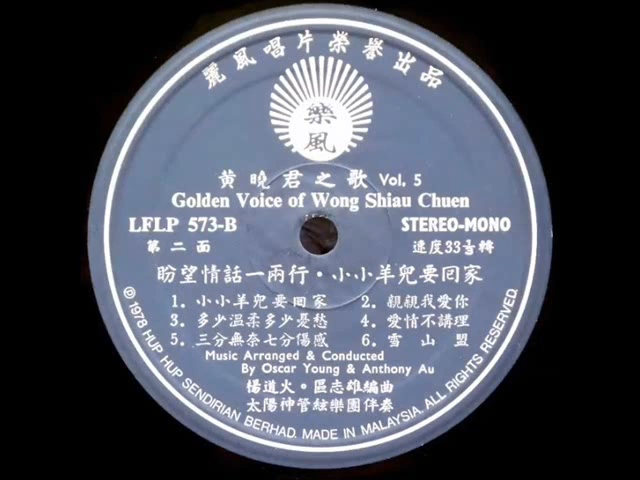 麗風唱片榮譽出品
樂風
黄曉君之歌 Vol. 5
Golden Voice of Wong Shiau Chuen
LFLP 573-B STEREO-MONO
第二面 速度33⅓轉
盼望情話一兩行·小小羊兒要回家
1. 小小羊兒要回家 2. 親親我愛你
3. 多少溫柔多少憂愁 4. 愛情不講理
5. 三分無奈七分傷感 6. 雪山盟
Music Arranged & Conducted
By Oscar Young & Anthony Au
楊道火。區志雄編曲
太陽神管絃樂團伴奏
℗ 1978 HUP HUP SENDIRIAN BERHAD. MADE IN MALAYSIA. ALL RIGHTS RESERVED.